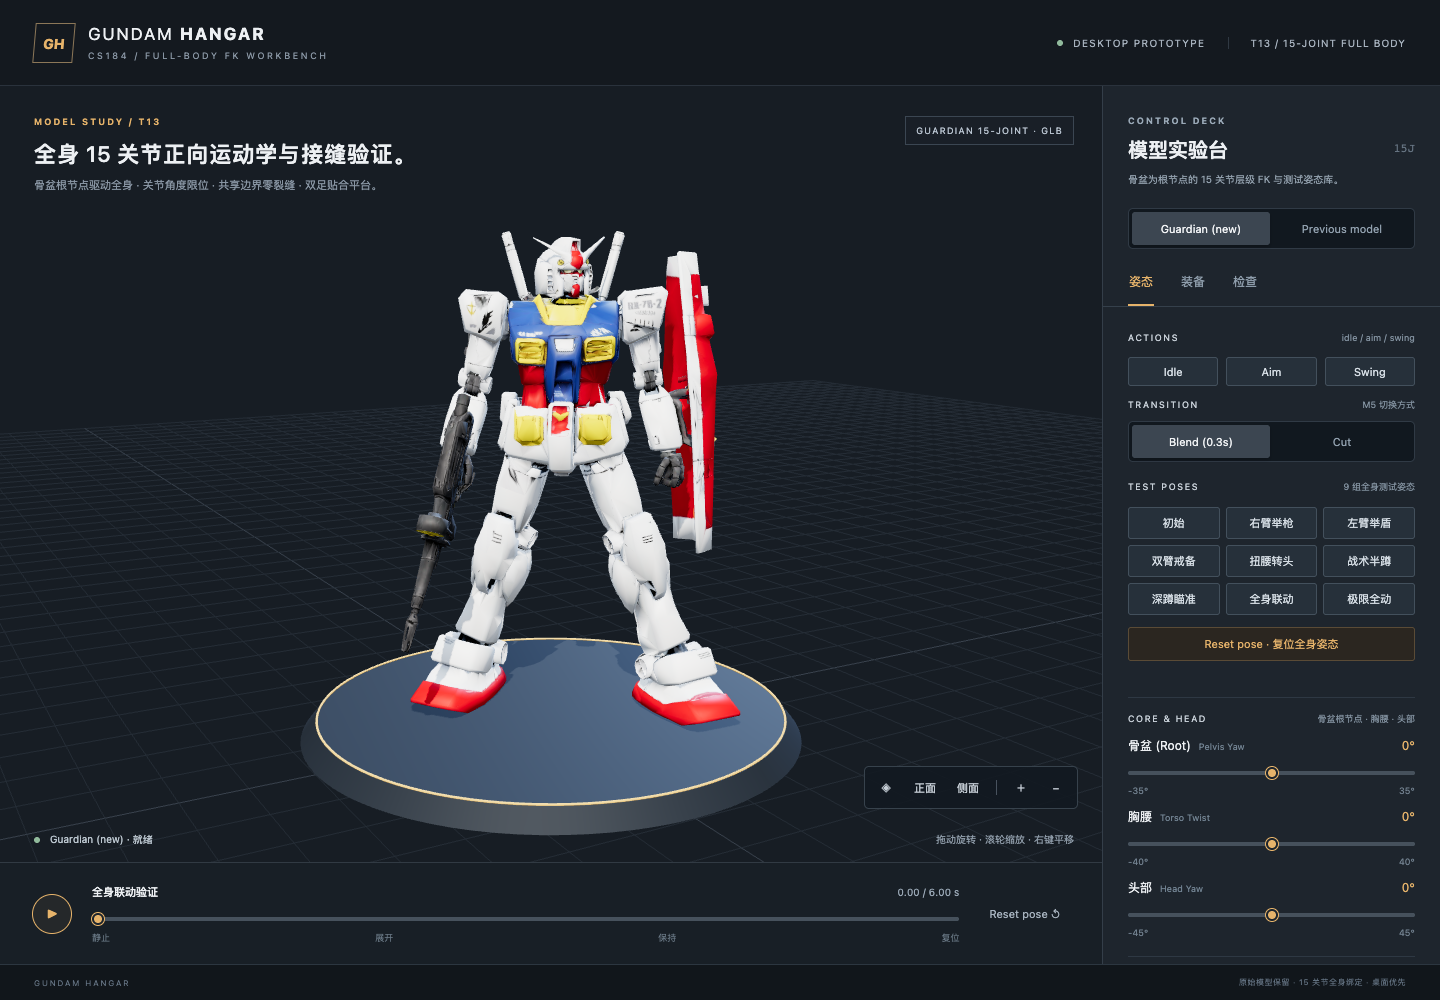 GH
GUNDAM HANGAR
CS184 / FULL-BODY FK WORKBENCH
DESKTOP PROTOTYPE
T13 / 15-JOINT FULL BODY
MODEL STUDY / T13
全身 15 关节正向运动学与接缝验证。
骨盆根节点驱动全身 · 关节角度限位 · 共享边界零裂缝 · 双足贴合平台。
GUARDIAN 15-JOINT · GLB
RX-78-2
正面 侧面 + −
Guardian (new) · 就绪
拖动旋转 · 滚轮缩放 · 右键平移
全身联动验证
0.00 / 6.00 s
静止 展开 保持 复位
Reset pose ↺
CONTROL DECK
模型实验台
15J
骨盆为根节点的 15 关节层级 FK 与测试姿态库。
Guardian (new) Previous model
姿态 装备 检查
ACTIONS
idle / aim / swing
Idle Aim Swing
TRANSITION
M5 切换方式
Blend (0.3s) Cut
TEST POSES
9 组全身测试姿态
初始 右臂举枪 左臂举盾
双臂戒备 扭腰转头 战术半蹲
深蹲瞄准 全身联动 极限全动
Reset pose · 复位全身姿态
CORE & HEAD
骨盆根节点 · 胸腰 · 头部
骨盆 (Root) Pelvis Yaw 0°
-35° 35°
胸腰 Torso Twist 0°
-40° 40°
头部 Head Yaw 0°
-45° 45°
GUNDAM HANGAR
原始模型保留 · 15 关节全身绑定 · 桌面优先